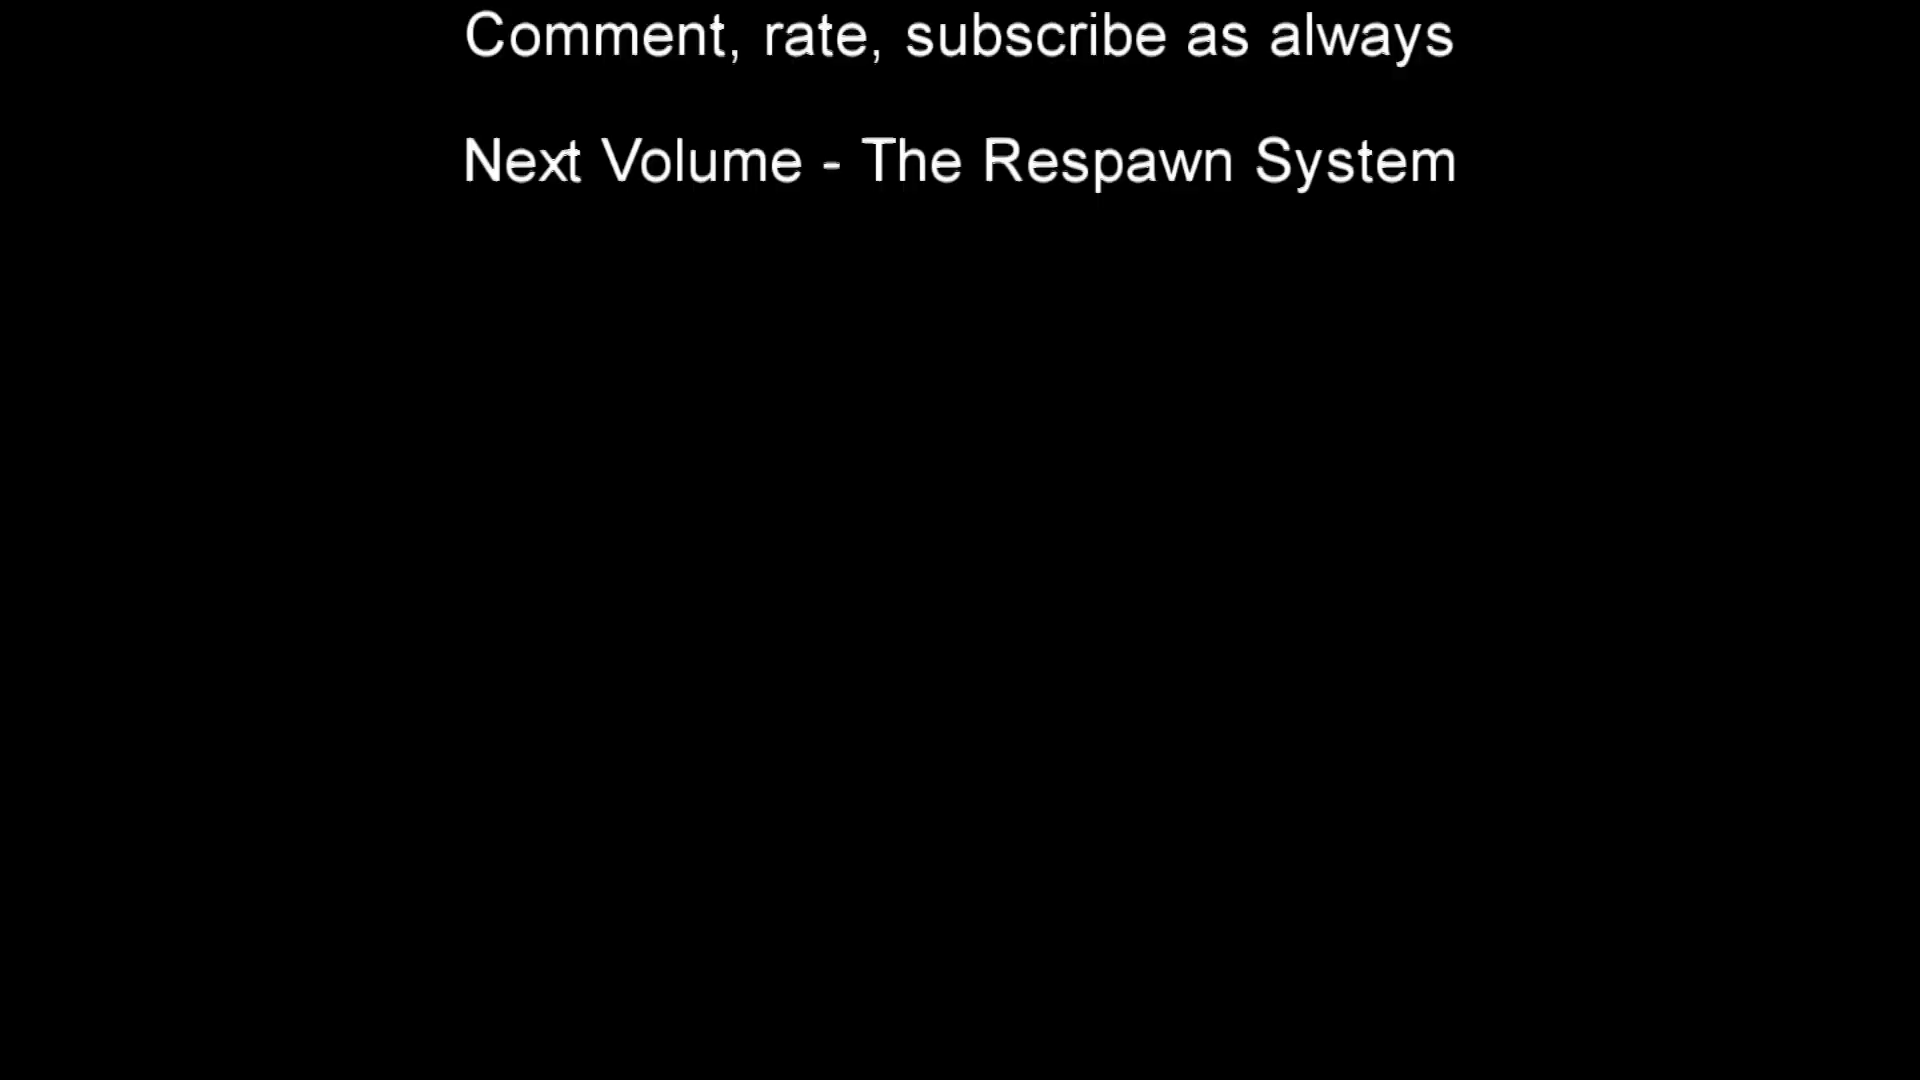 Comment, rate, subscribe as always
Next Volume - The Respawn System